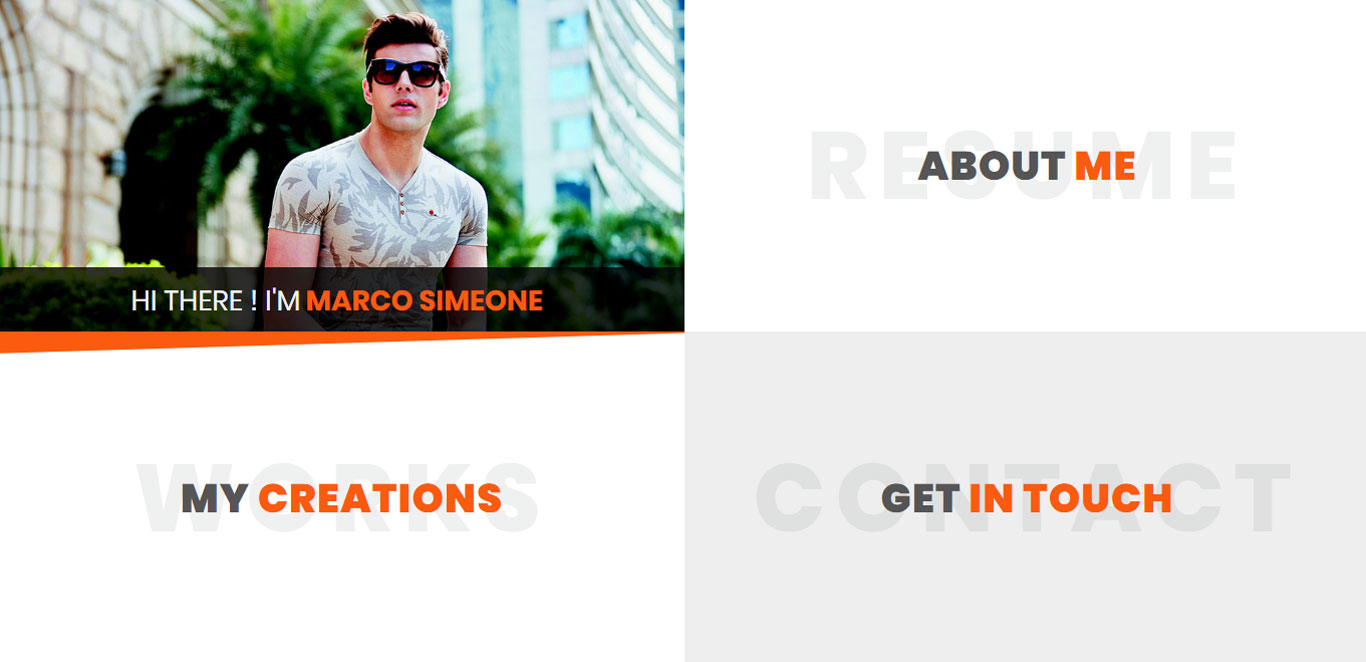 HI THERE ! I'M MARCO SIMEONE
RESUME
ABOUT ME
WORKS
MY CREATIONS
CONTACT
GET IN TOUCH